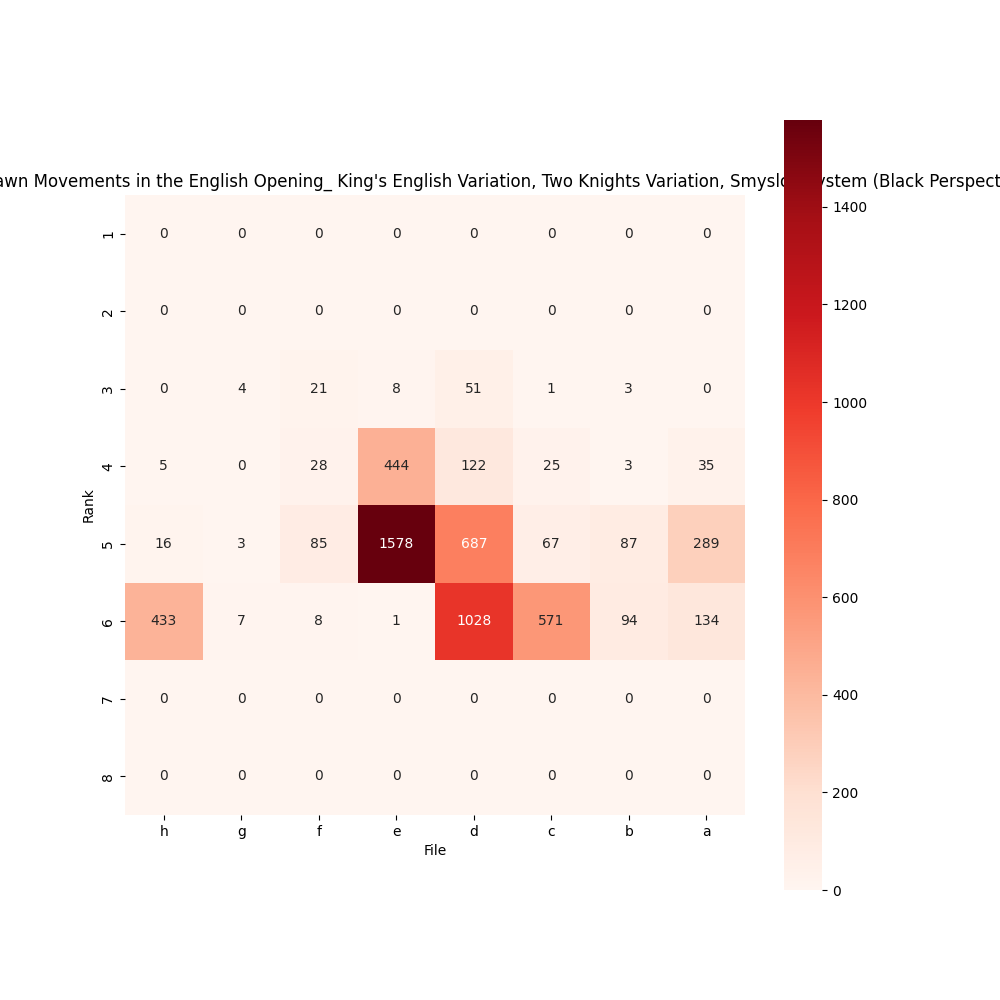 awn Movements in the English Opening_ King's English Variation, Two Knights Variation, Smyslov System (Black Perspect
1 0 0 0 0 0 0 0 0
2 0 0 0 0 0 0 0 0
3 0 4 21 8 51 1 3 0
4 5 0 28 444 122 25 3 35
5 16 3 85 1578 687 67 87 289
6 433 7 8 1 1028 571 94 134
7 0 0 0 0 0 0 0 0
8 0 0 0 0 0 0 0 0
h g f e d c b a
File
Rank
1400
1200
1000
800
600
400
200
0